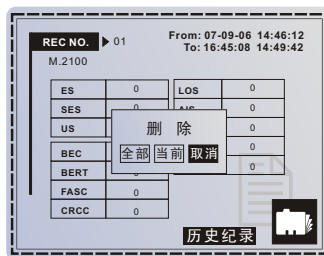 REC NO. 01 From: 07-09-06 14:46:12
To: 16:45:08 14:49:42
M.2100
ES 0 LOS 0
SES 0 AIS 0
US 0
删 除
全部 当前 取消
BEC 0
BERT 0
FASC 0
CRCC 0
历史纪录